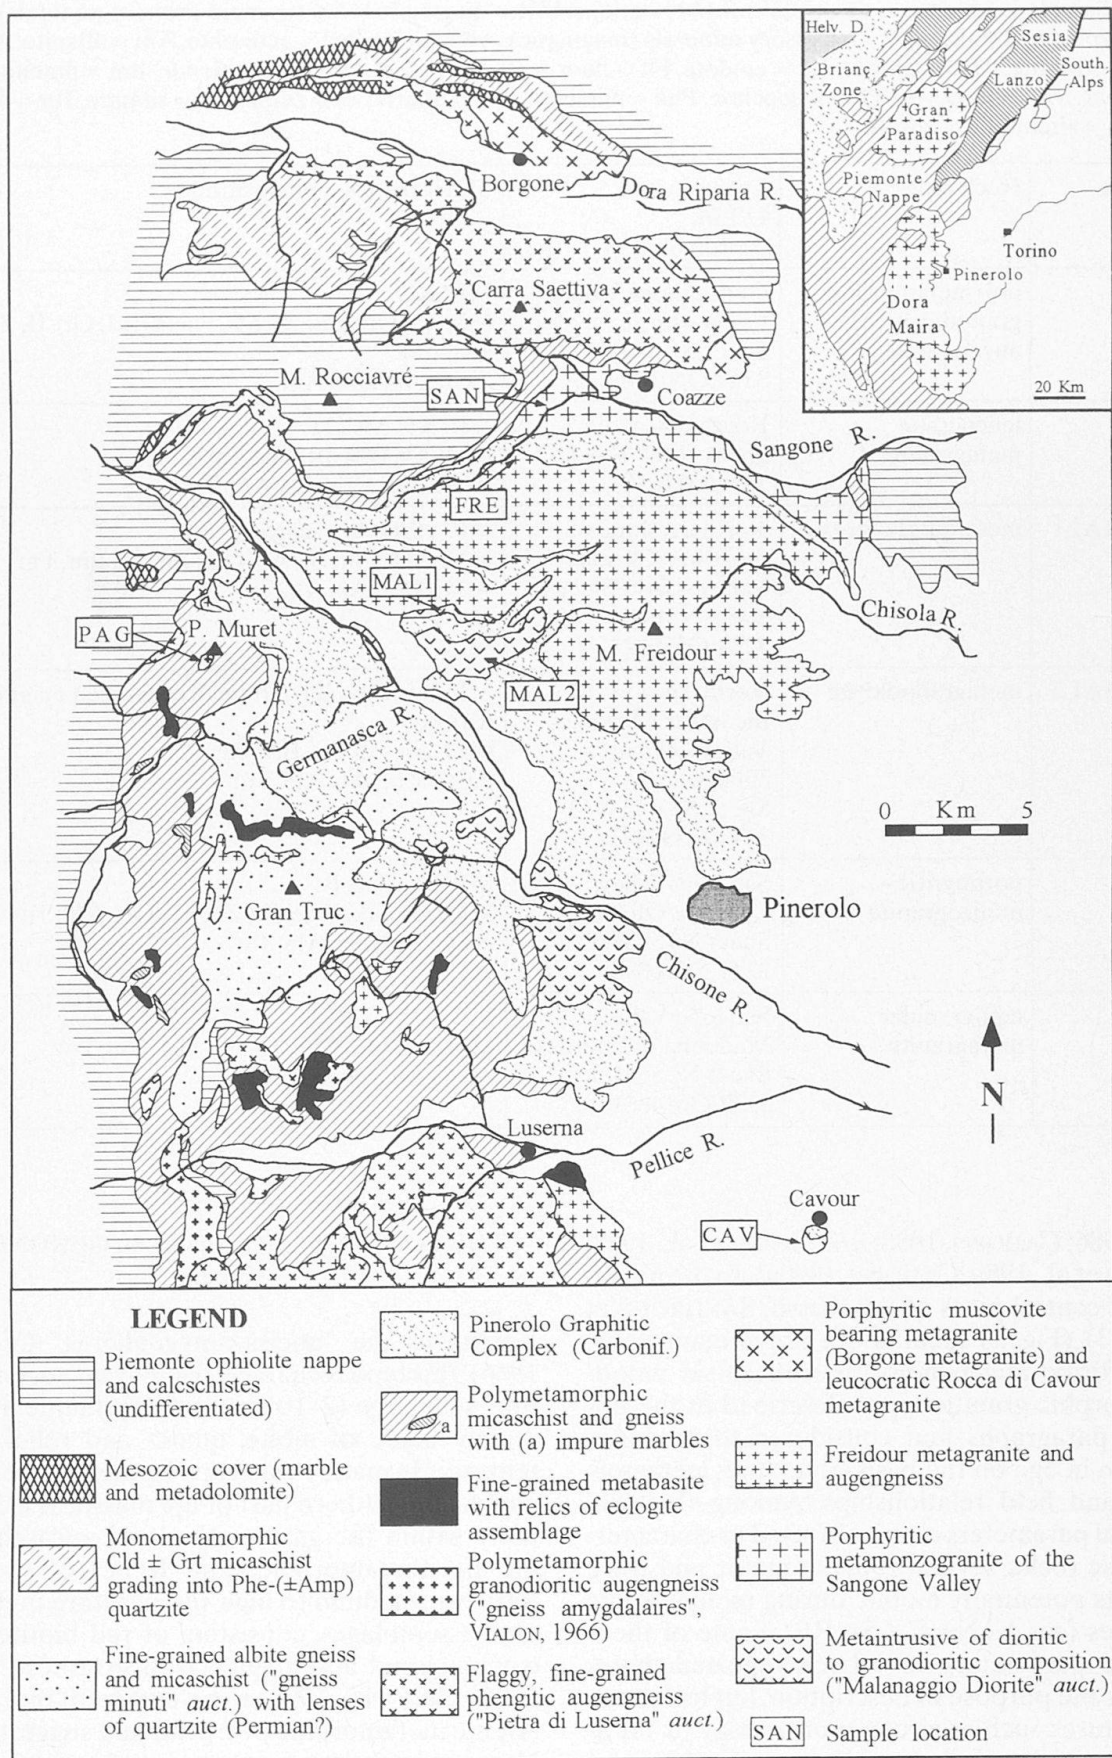 Helv. D.
Sesia
Brianç
Zone
Lanzo
South.
Alps
Gran
Paradiso
Piemonte
Nappe
Torino
Pinerolo
Dora
Maira
20 Km
Borgone
Dora Riparia R.
Carra Saettiva
M. Rocciavré
SAN
Coazze
Sangone R.
FRE
MAL1
Chisola R.
PAG
P. Muret
M. Freidour
MAL2
Germanasca R.
0 Km 5
Gran Truc
Pinerolo
Chisone R.
N
Luserna
Pellice R.
Cavour
CAV
LEGEND
Piemonte ophiolite nappe
and calcschistes
(undifferentiated)
Mesozoic cover (marble
and metadolomite)
Monometamorphic
Cld ± Grt micaschist
grading into Phe-(±Amp)
quartzite
Fine-grained albite gneiss
and micaschist ("gneiss
minuti" auct.) with lenses
of quartzite (Permian?)
Pinerolo Graphitic
Complex (Carbonif.)
a
Polymetamorphic
micaschist and gneiss
with (a) impure marbles
Fine-grained metabasite
with relics of eclogite
assemblage
Polymetamorphic
granodioritic augengneiss
("gneiss amygdalaires",
VIALON, 1966)
Flaggy, fine-grained
phengitic augengneiss
("Pietra di Luserna" auct.)
Porphyritic muscovite
bearing metagranite
(Borgone metagranite) and
leucocratic Rocca di Cavour
metagranite
Freidour metagranite and
augengneiss
Porphyritic
metamonzogranite of the
Sangone Valley
Metaintrusive of dioritic
to granodioritic composition
("Malanaggio Diorite" auct.)
SAN Sample location